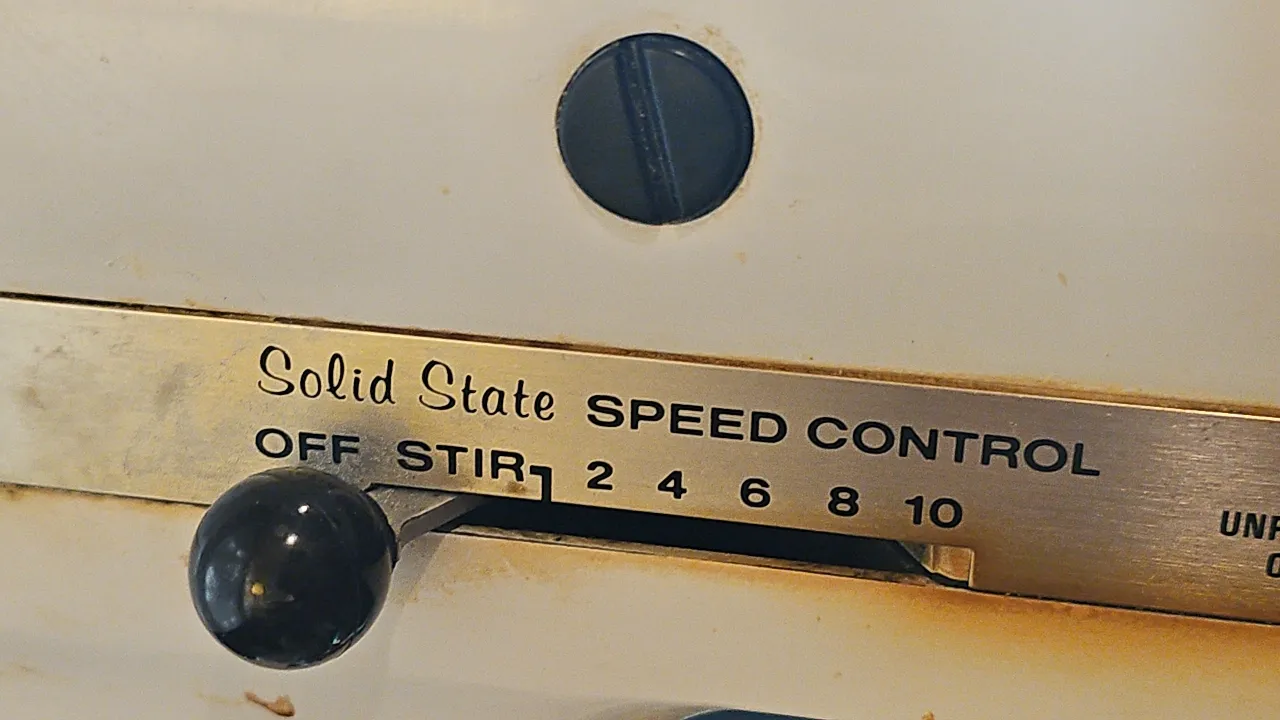 Solid State SPEED CONTROL
OFF STIR 2 4 6 8 10